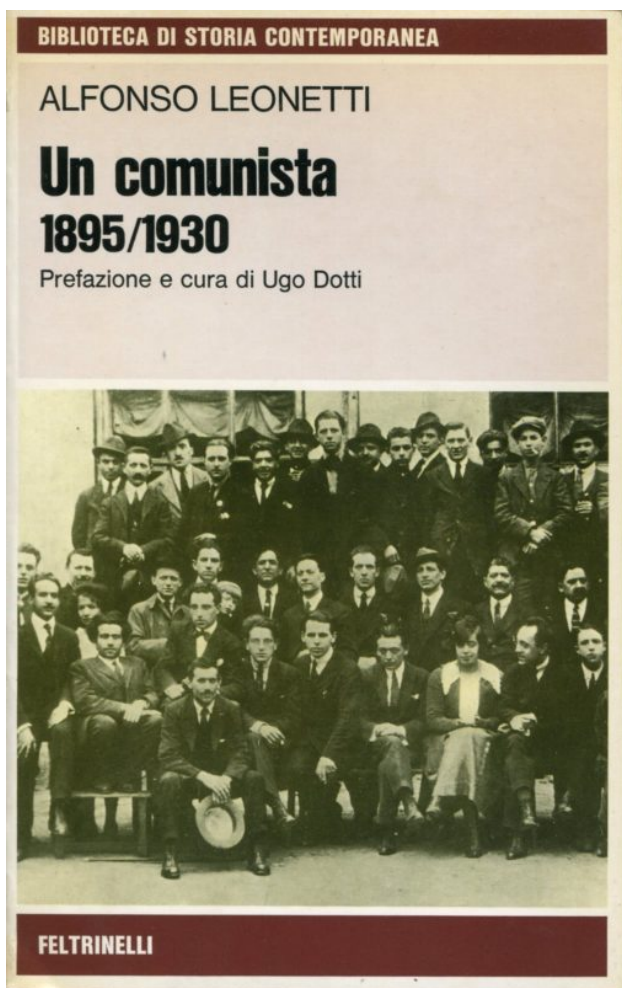 BIBLIOTECA DI STORIA CONTEMPORANEA
ALFONSO LEONETTI
Un comunista
1895/1930
Prefazione e cura di Ugo Dotti
FELTRINELLI